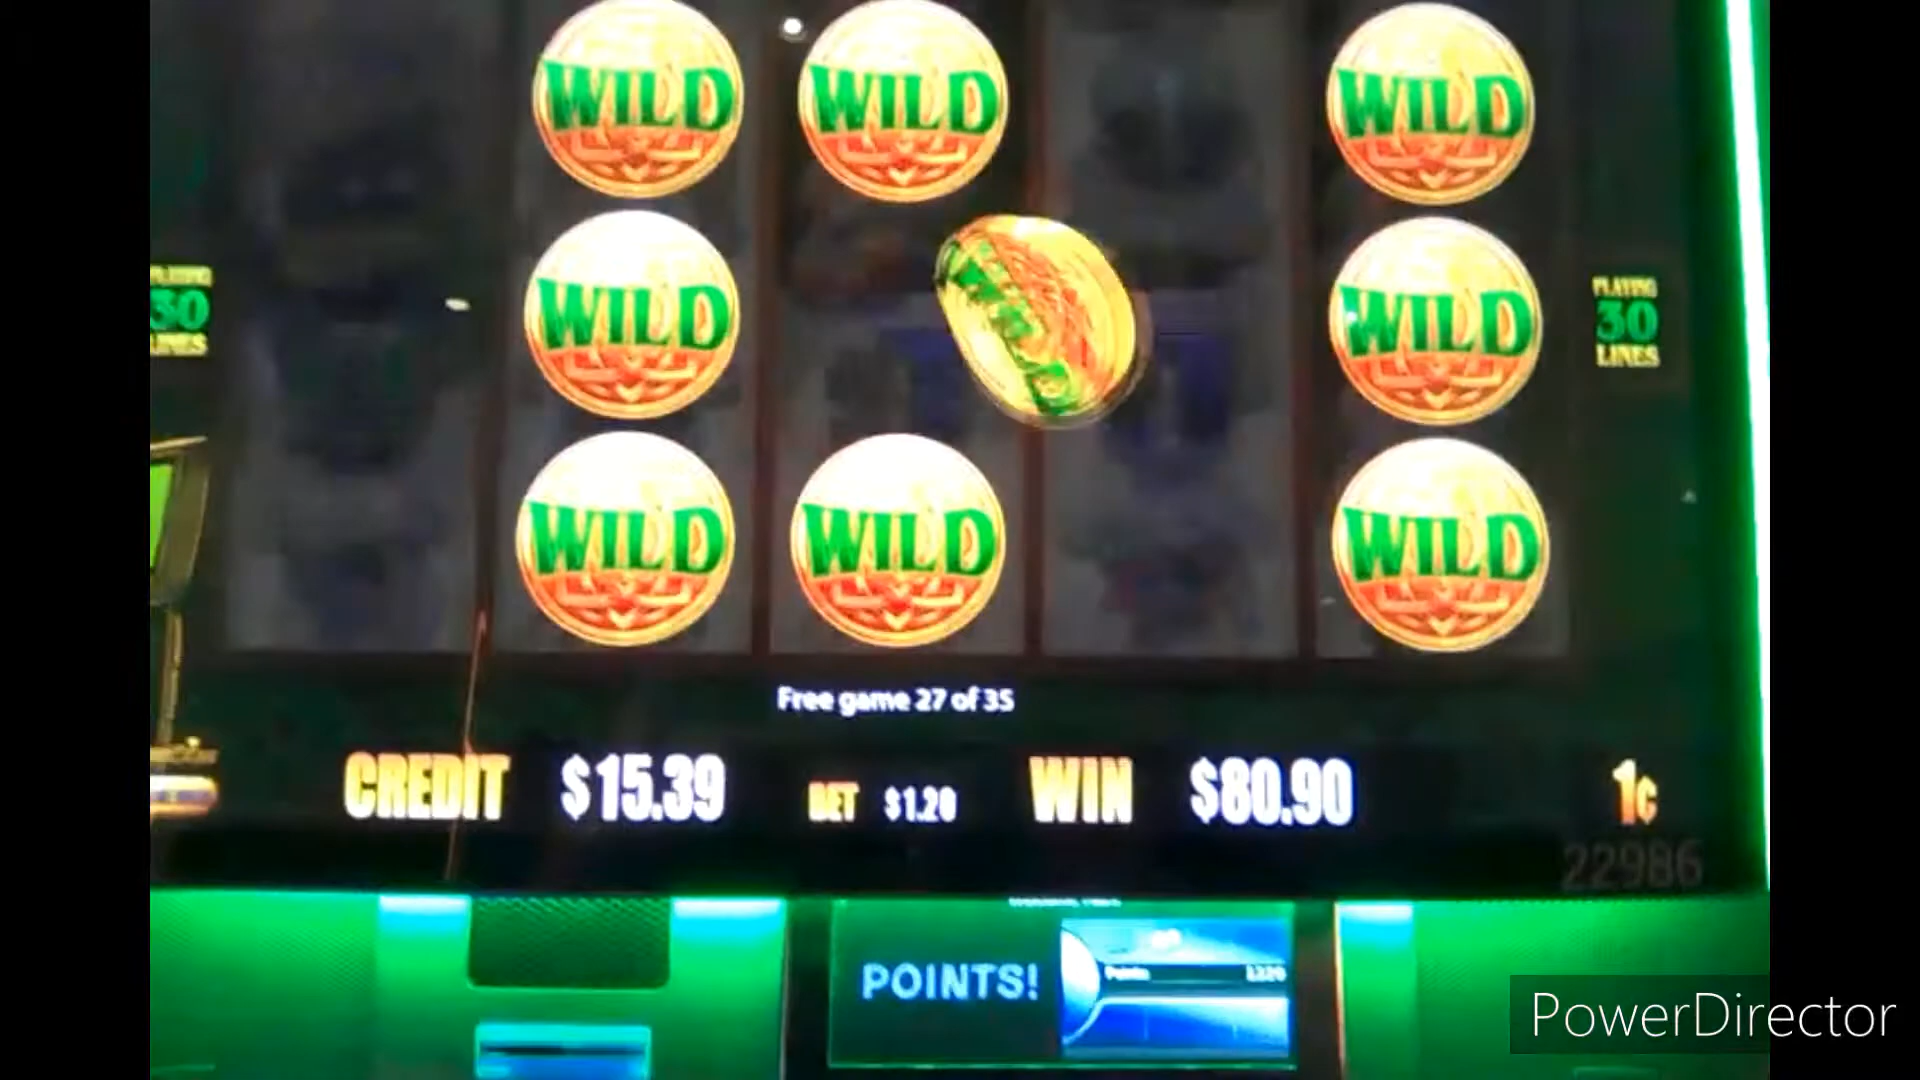 WILD WILD WILD
PLAYING
30
LINES
WILD WILD
PLAYING
30
LINES
WILD WILD WILD
Free game 27 of 35
CREDIT $15.39 BET $1.20 WIN $80.90 1¢
22986
POINTS!
Points
PowerDirector